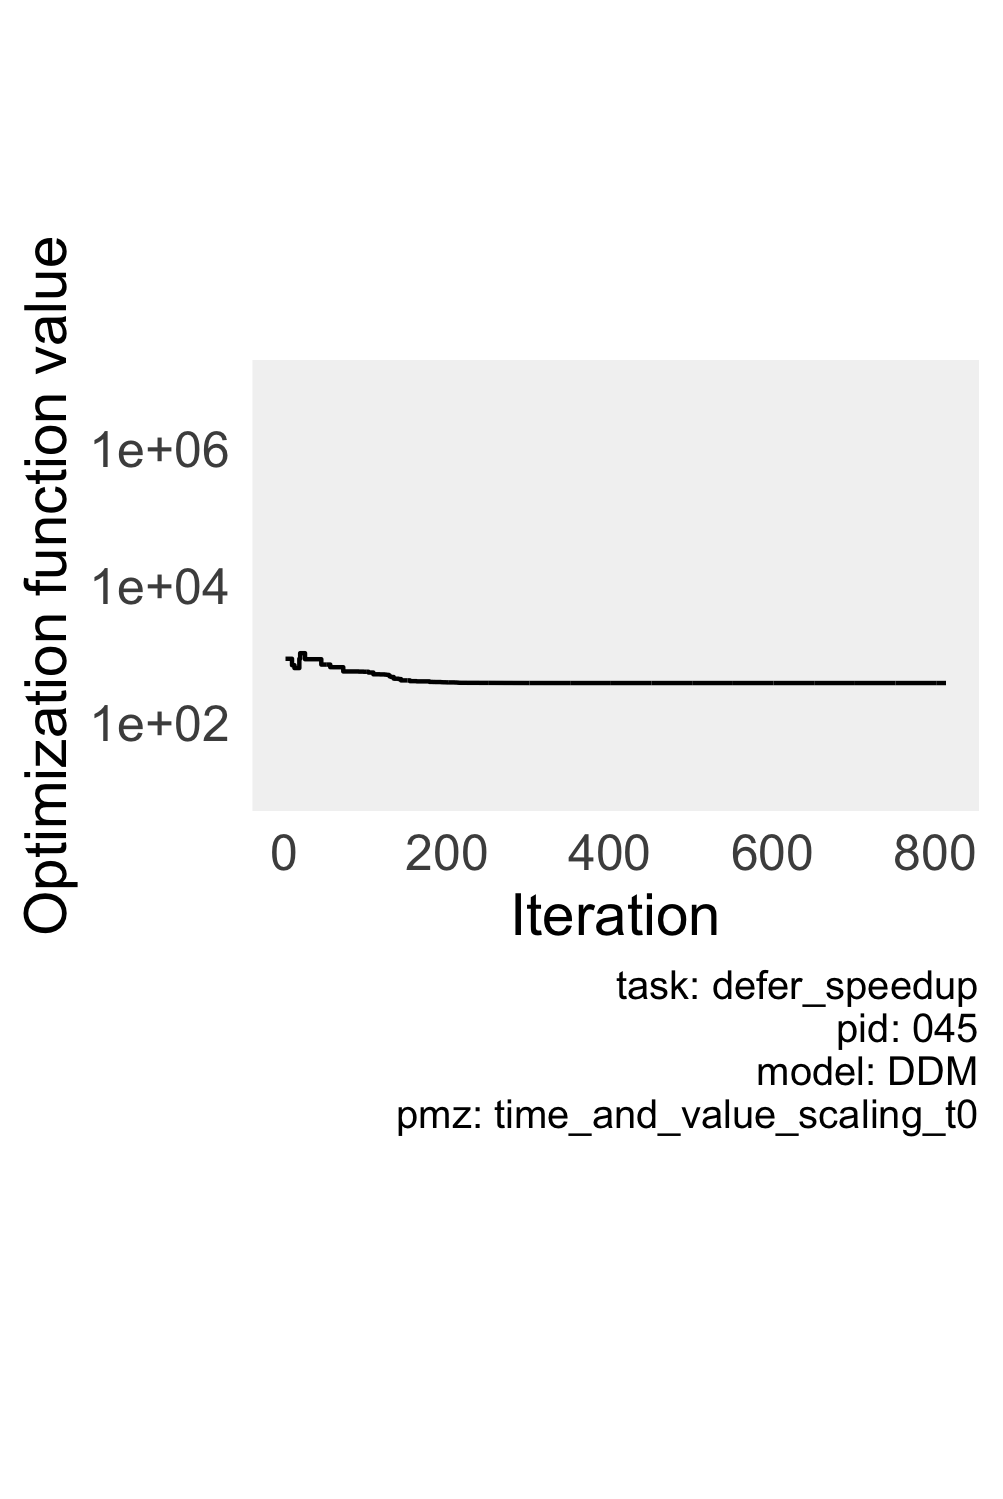 Optimization function value
1e+06
1e+04
1e+02
0 200 400 600 800
Iteration
task: defer_speedup
pid: 045
model: DDM
pmz: time_and_value_scaling_t0